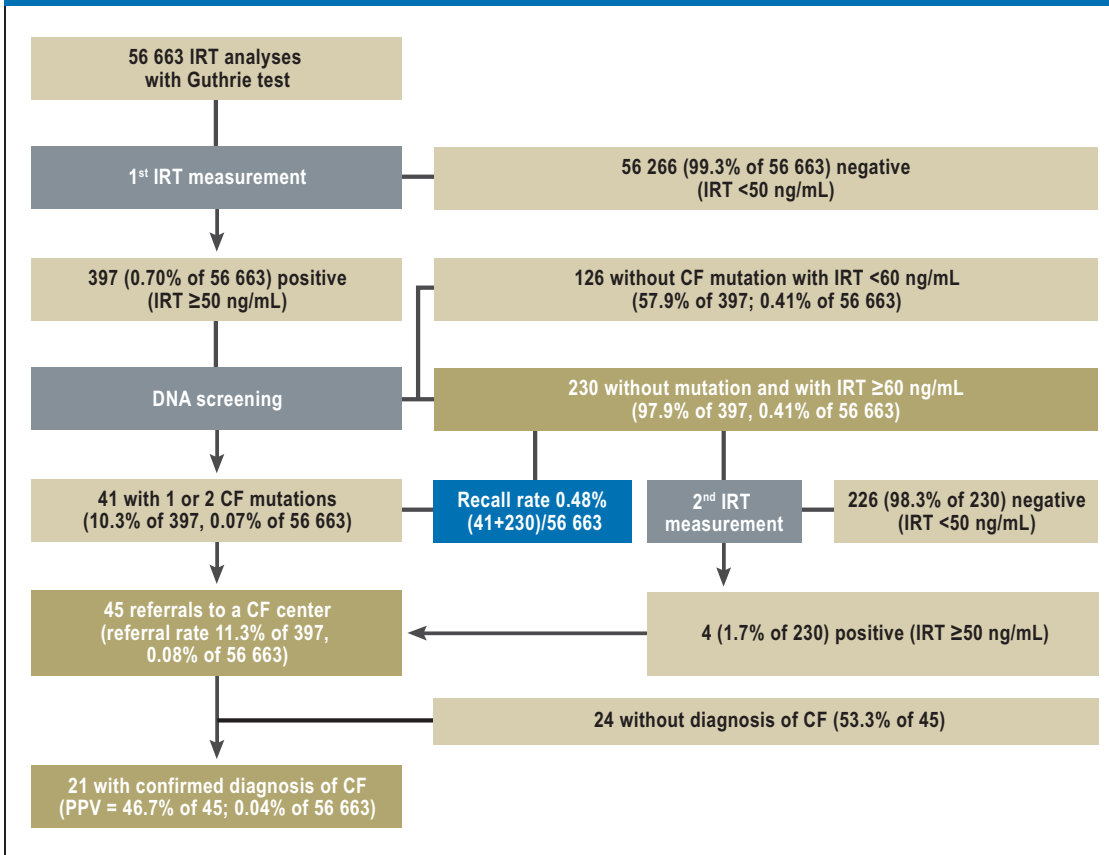 56 663 IRT analyses
with Guthrie test
1st IRT measurement
56 266 (99.3% of 56 663) negative
(IRT <50 ng/mL)
397 (0.70% of 56 663) positive
(IRT ≥50 ng/mL)
126 without CF mutation with IRT <60 ng/mL
(57.9% of 397; 0.41% of 56 663)
DNA screening
230 without mutation and with IRT ≥60 ng/mL
(97.9% of 397, 0.41% of 56 663)
41 with 1 or 2 CF mutations
(10.3% of 397, 0.07% of 56 663)
Recall rate 0.48%
(41+230)/56 663
2nd IRT
measurement
226 (98.3% of 230) negative
(IRT <50 ng/mL)
45 referrals to a CF center
(referral rate 11.3% of 397,
0.08% of 56 663)
4 (1.7% of 230) positive (IRT ≥50 ng/mL)
24 without diagnosis of CF (53.3% of 45)
21 with confirmed diagnosis of CF
(PPV = 46.7% of 45; 0.04% of 56 663)